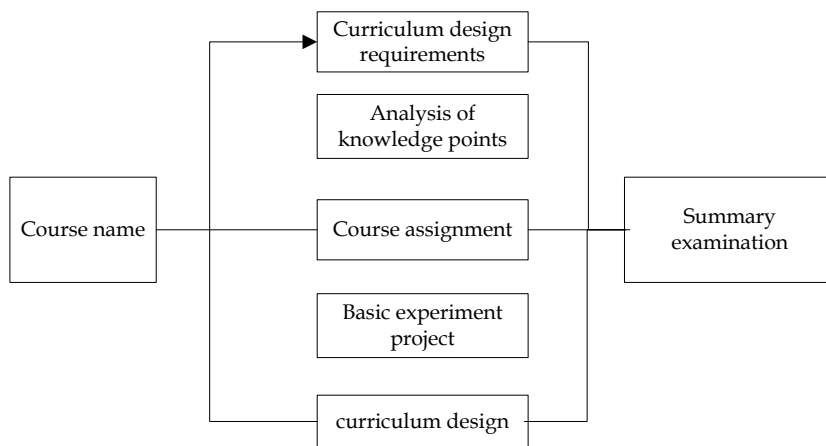 Curriculum design
requirements
Analysis of
knowledge points
Course name
Course assignment
Summary
examination
Basic experiment
project
curriculum design